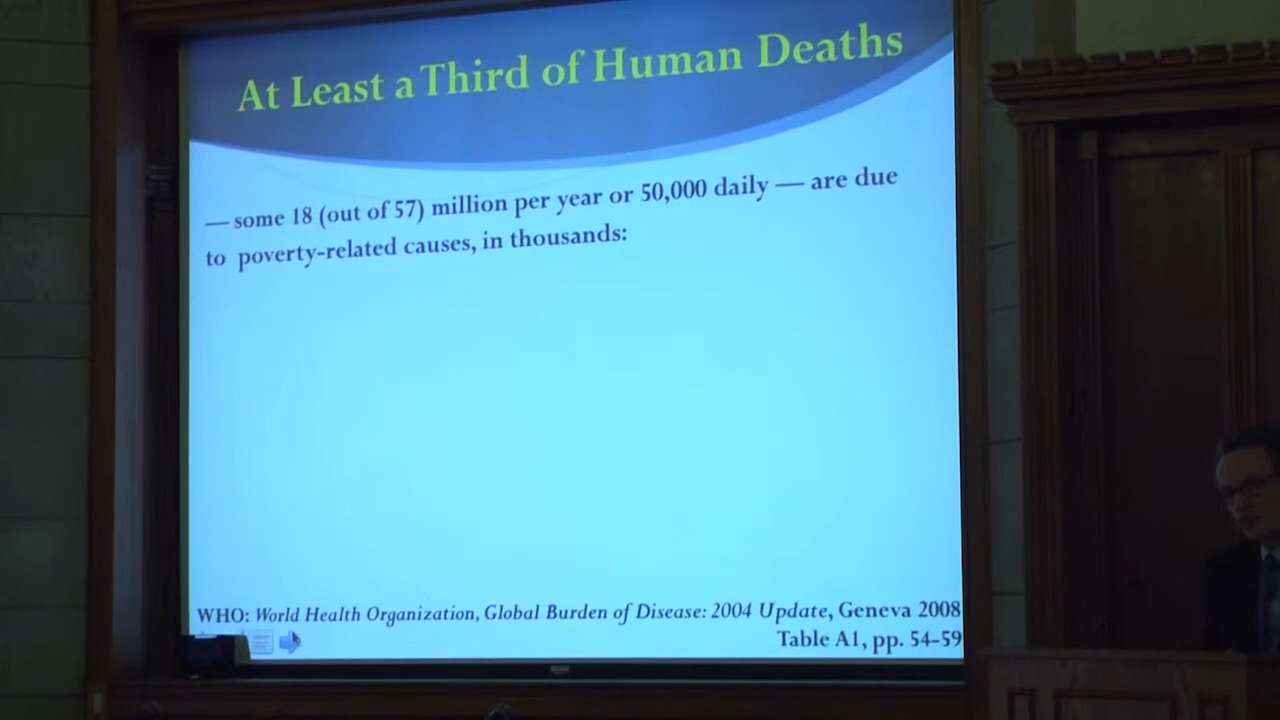 At Least a Third of Human Deaths
— some 18 (out of 57) million per year or 50,000 daily — are due
to poverty-related causes, in thousands:
WHO: World Health Organization, Global Burden of Disease: 2004 Update, Geneva 2008
Table A1, pp. 54-59